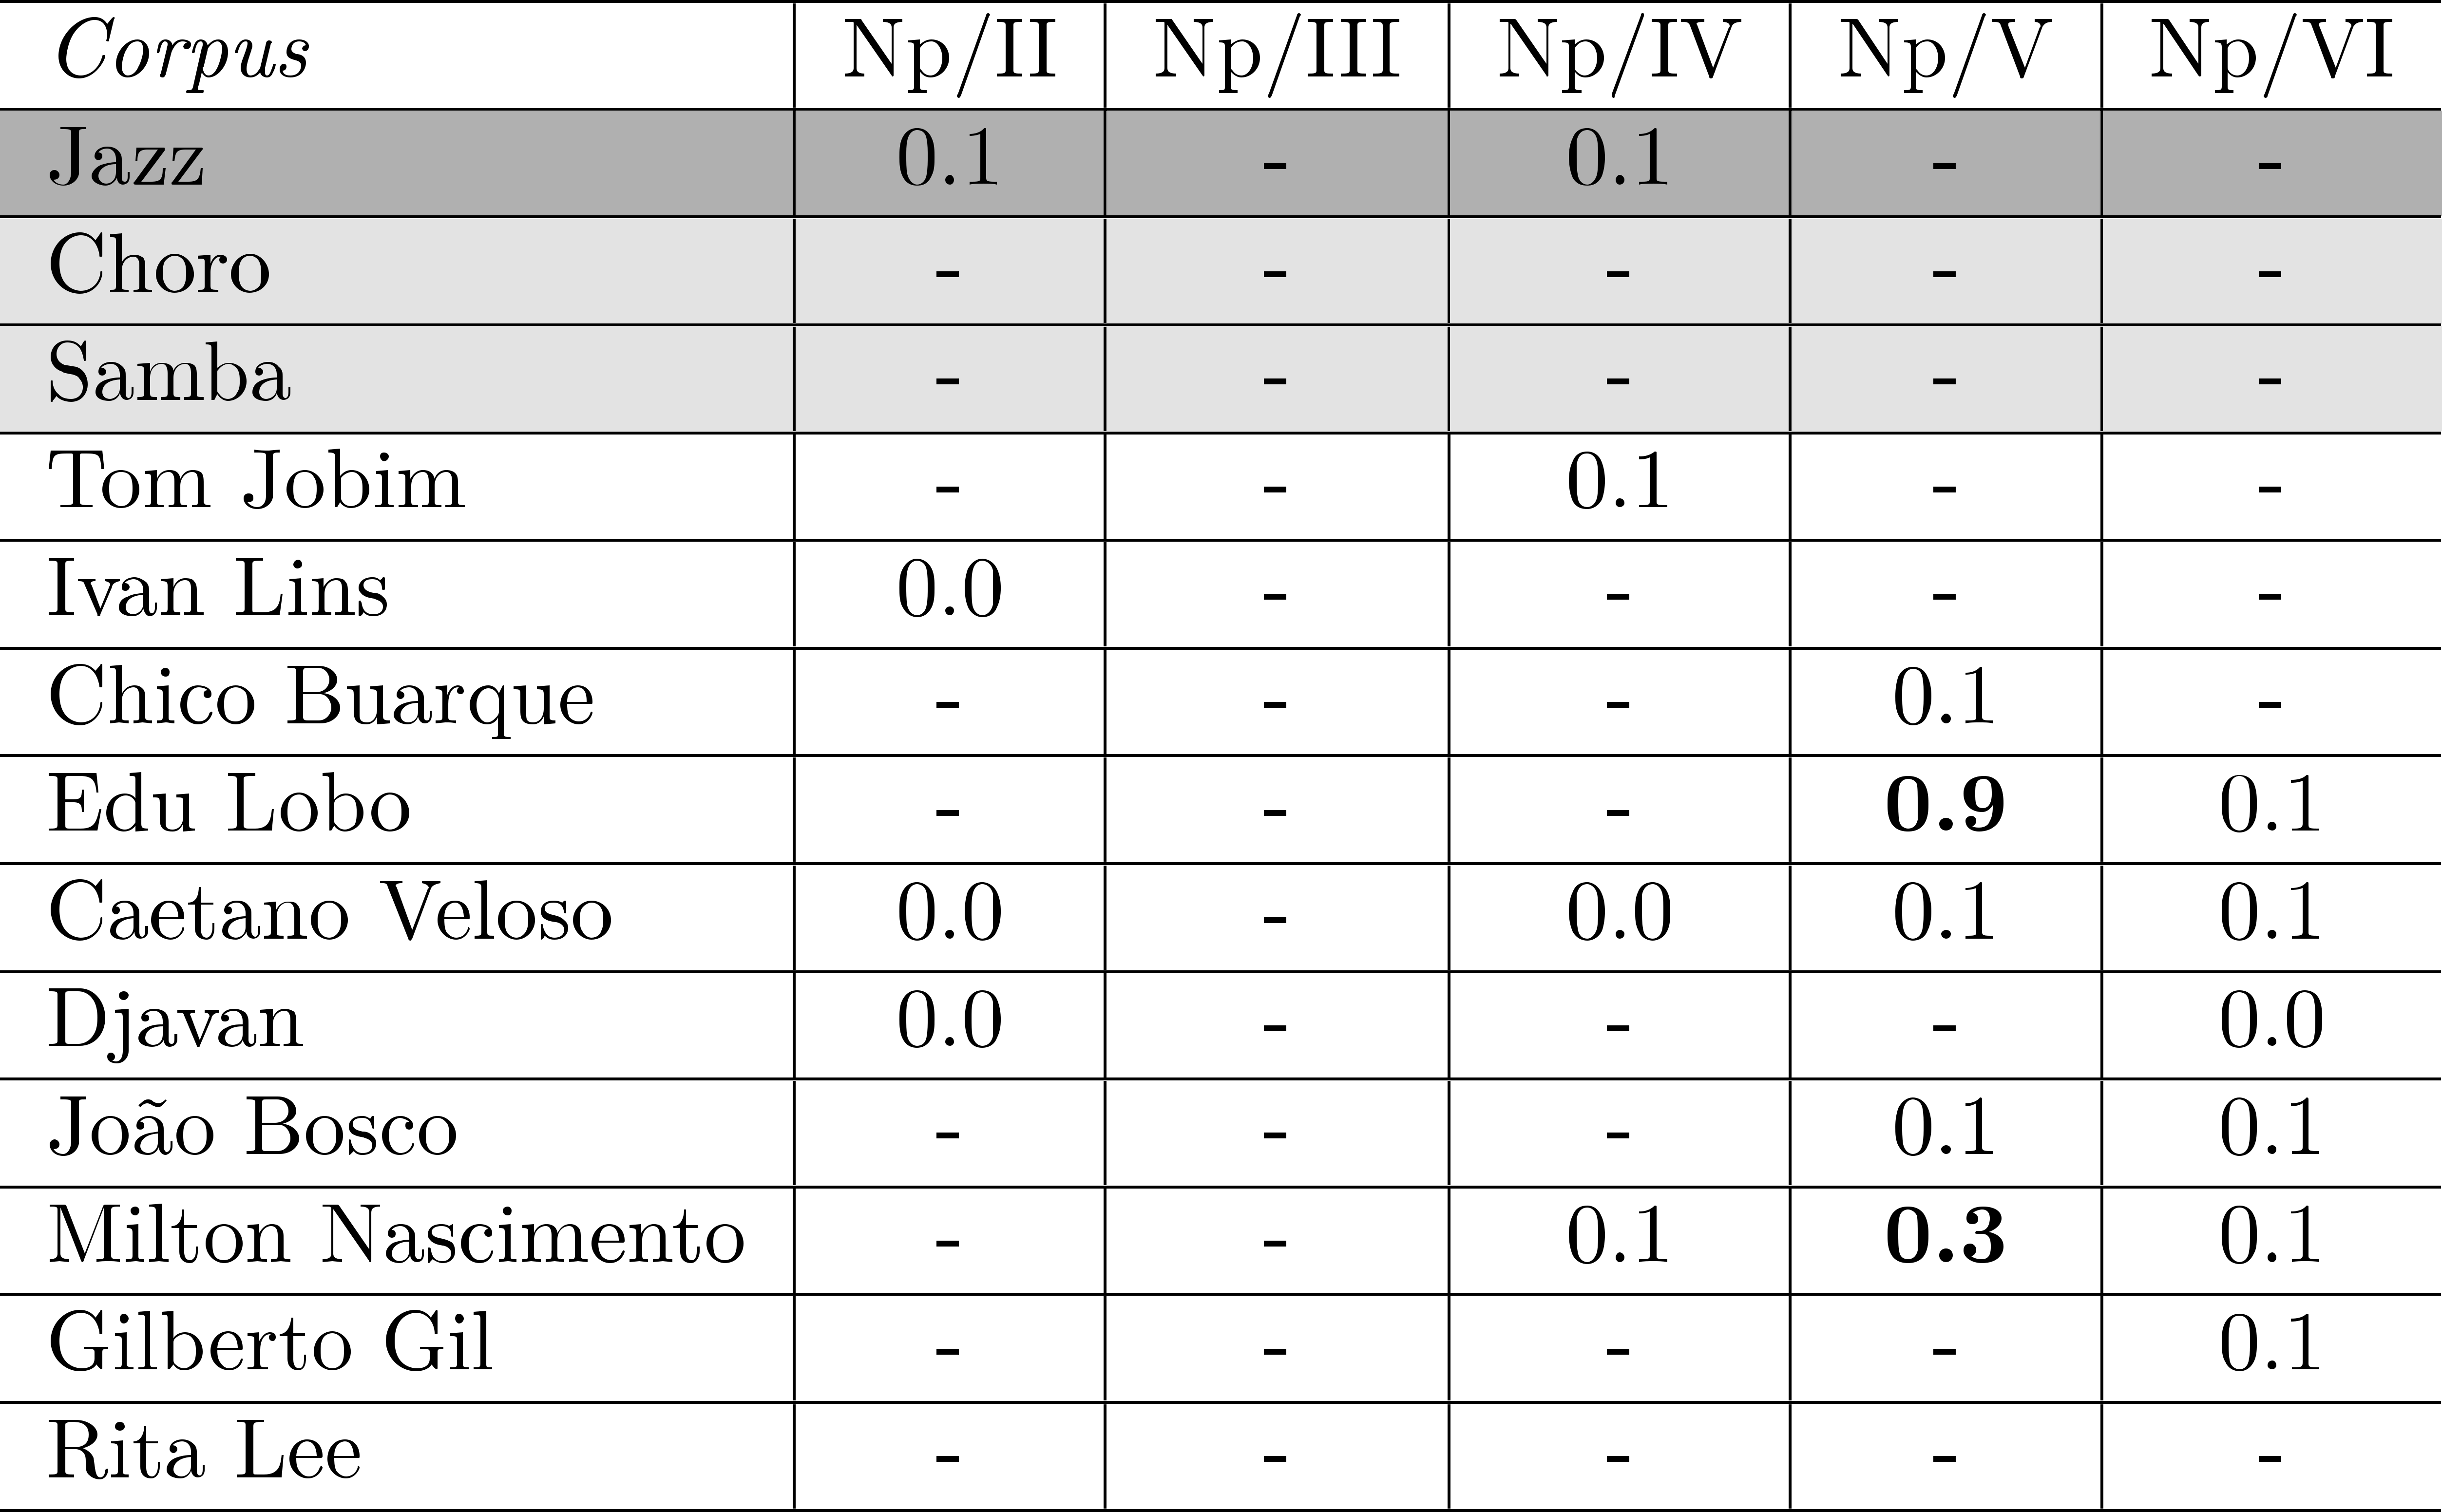 Corpus Np/II Np/III Np/IV Np/V Np/VI
Jazz 0.1 - 0.1 - -
Choro - - - - -
Samba - - - - -
Tom Jobim - - 0.1 - -
Ivan Lins 0.0 - - - -
Chico Buarque - - - 0.1 -
Edu Lobo - - - 0.9 0.1
Caetano Veloso 0.0 - 0.0 0.1 0.1
Djavan 0.0 - - - 0.0
João Bosco - - - 0.1 0.1
Milton Nascimento - - 0.1 0.3 0.1
Gilberto Gil - - - - 0.1
Rita Lee - - - - -